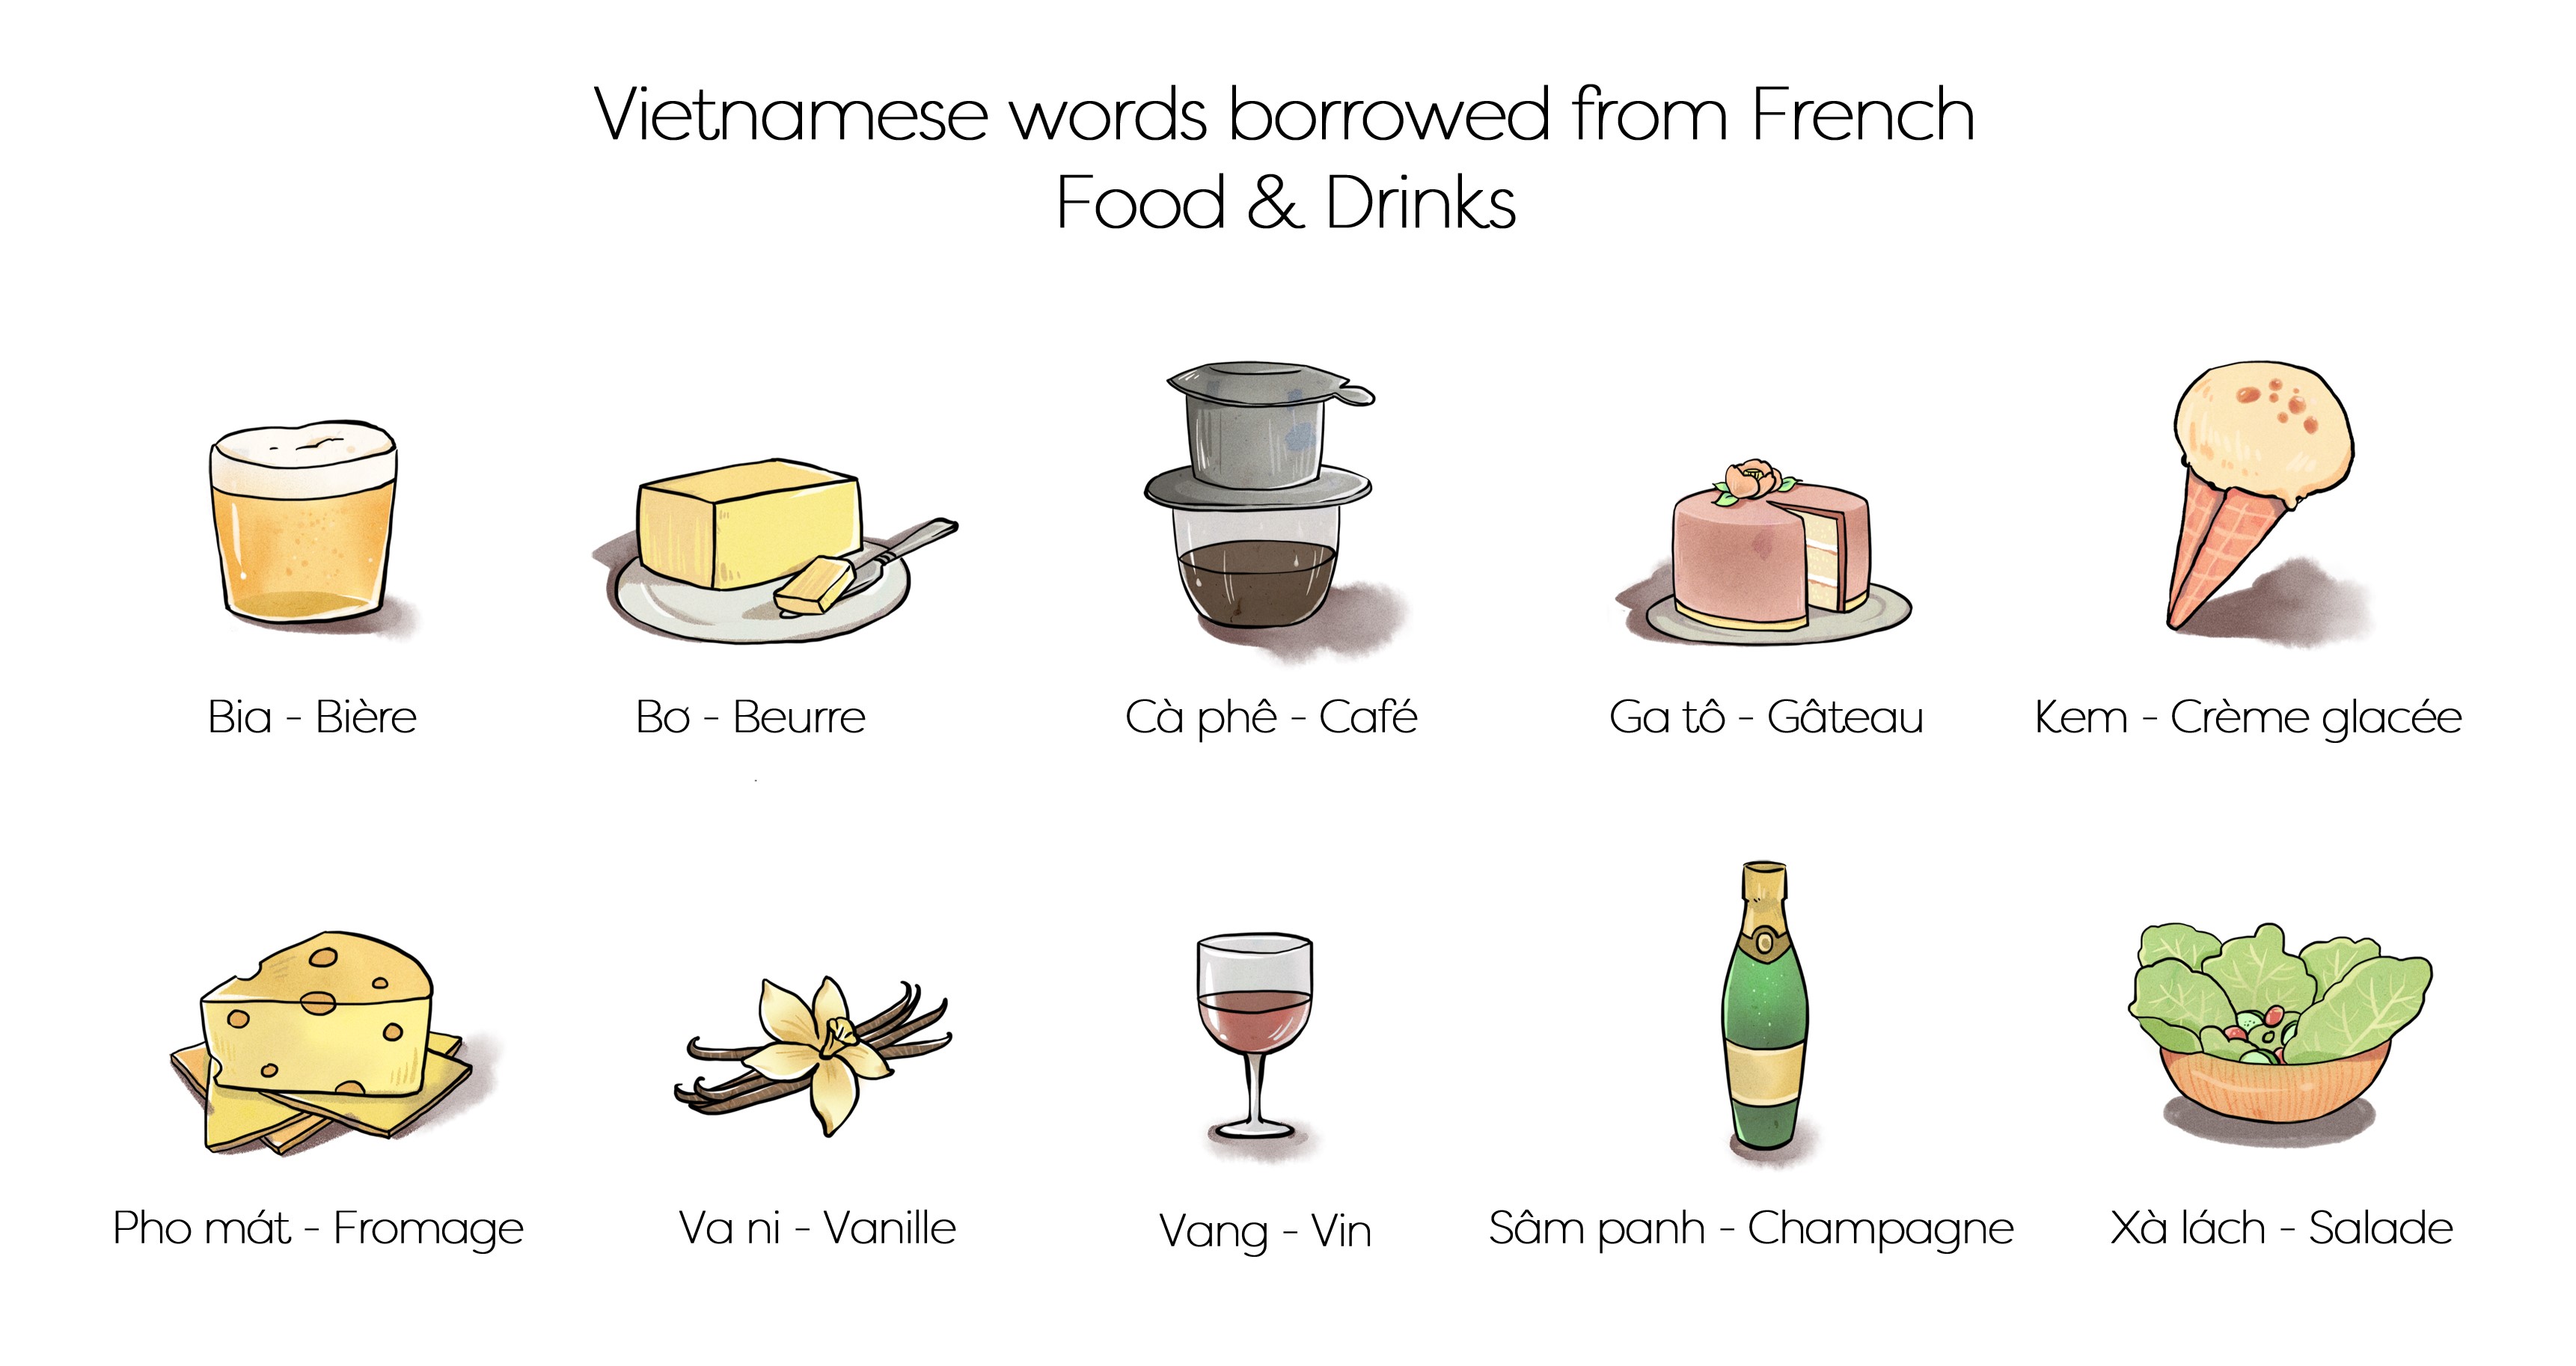 Vietnamese words borrowed from French
Food & Drinks
Bia - Bière
Bơ - Beurre
Cà phê - Café
Ga tô - Gâteau
Kem - Crème glacée
Pho mát - Fromage
Va ni - Vanille
Vang - Vin
Sâm panh - Champagne
Xà lách - Salade